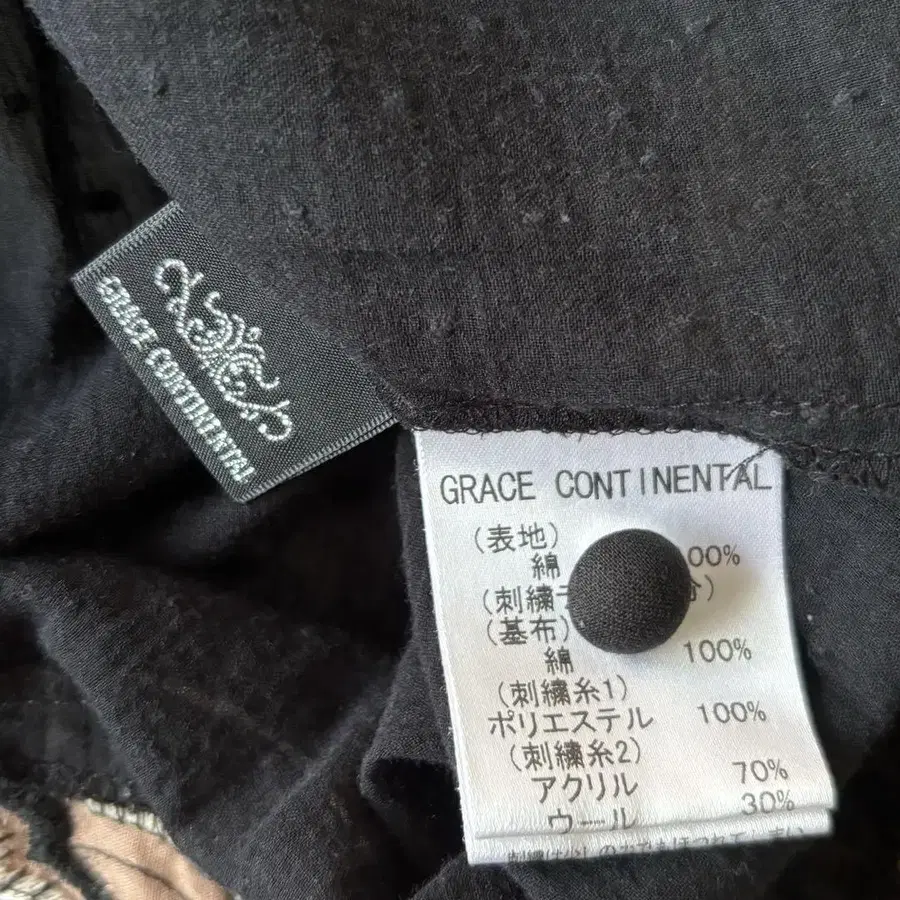 GRACE CONTINENTAL
GRACE CONTINENTAL
(表地)
綿 00%
(刺繍
(基布)
綿 100%
(刺繍糸1)
ポリエステル 100%
(刺繍糸2)
アクリル 70%
ウール 30%